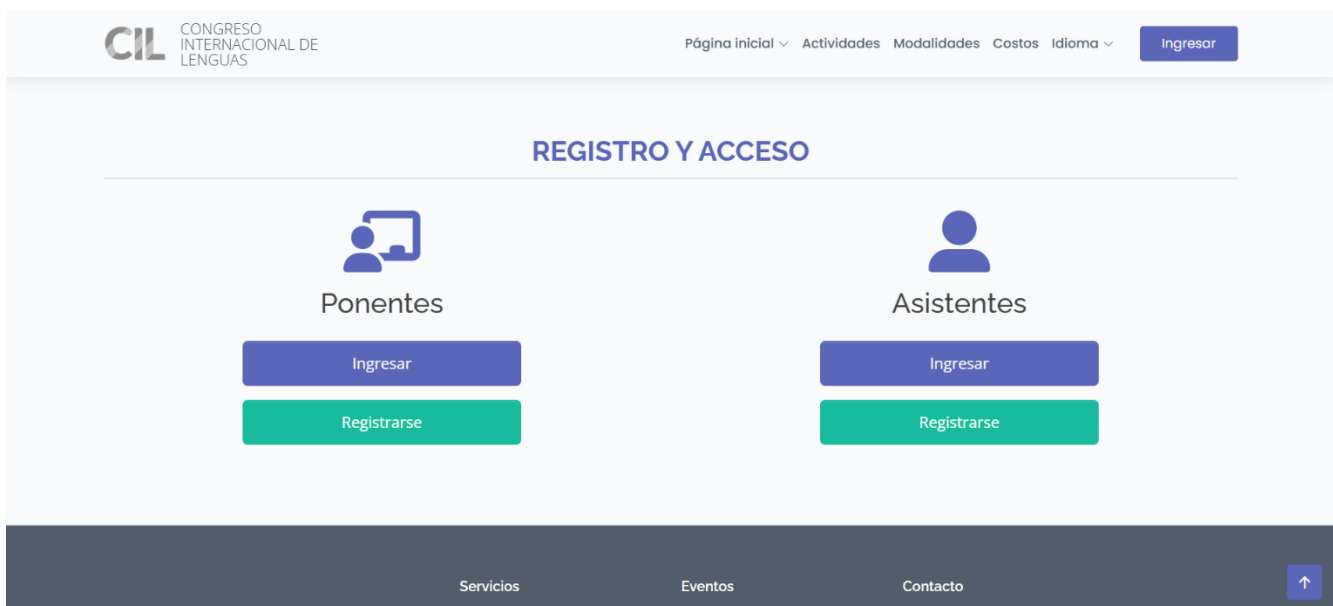 CIL
CONGRESO
INTERNACIONAL DE
LENGUAS
Página inicial Actividades Modalidades Costos Idioma Ingresar
REGISTRO Y ACCESO
Ponentes
Ingresar
Registrarse
Asistentes
Ingresar
Registrarse
Servicios Eventos Contacto